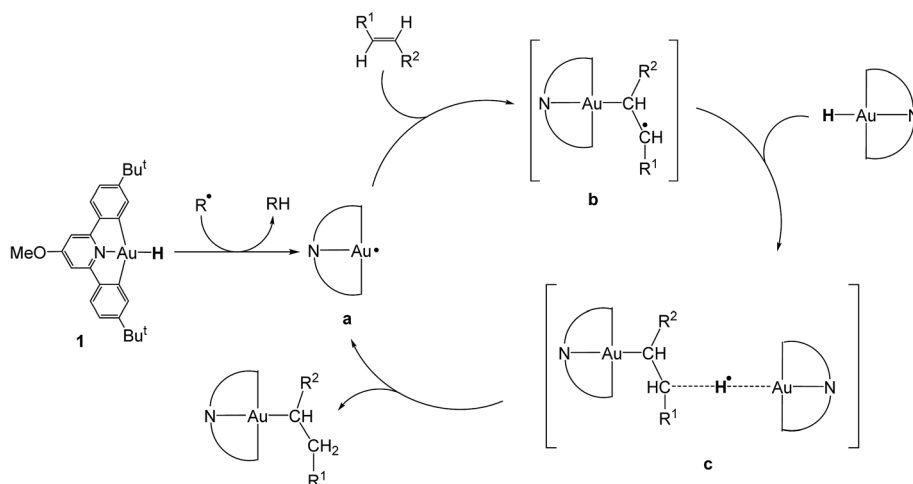 R¹ H
H R²
R²
N Au CH
•
CH
R¹
b
H Au N
Buᵗ
MeO N Au H
Buᵗ
1
R• RH
N Au•
a
R²
N Au CH
HC H• Au N
R¹
c
R²
N Au CH
CH₂
R¹